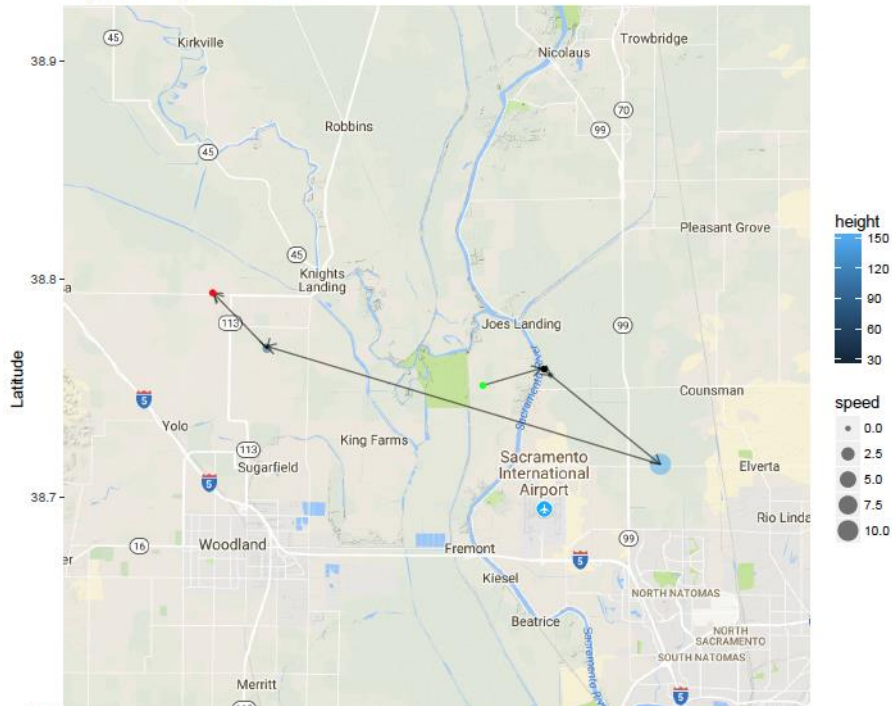 45
Kirkville
Trowbridge
Nicolaus
38.9
70
99
Robbins
45
Pleasant Grove
height
150
120
90
60
30
45
38.8
Knights
Landing
a
113
Joes Landing
99
Latitude
5
Counsman
speed
0.0
2.5
5.0
7.5
10.0
Yolo
King Farms
113
Sugarfield
Sacramento
International
Airport
Elverta
5
38.7
Rio Linda
99
16
Woodland
Fremont
er
5
Kiesel
NORTH NATOMAS
Beatrice
NORTH
SACRAMENTO
SOUTH NATOMAS
Merritt
5